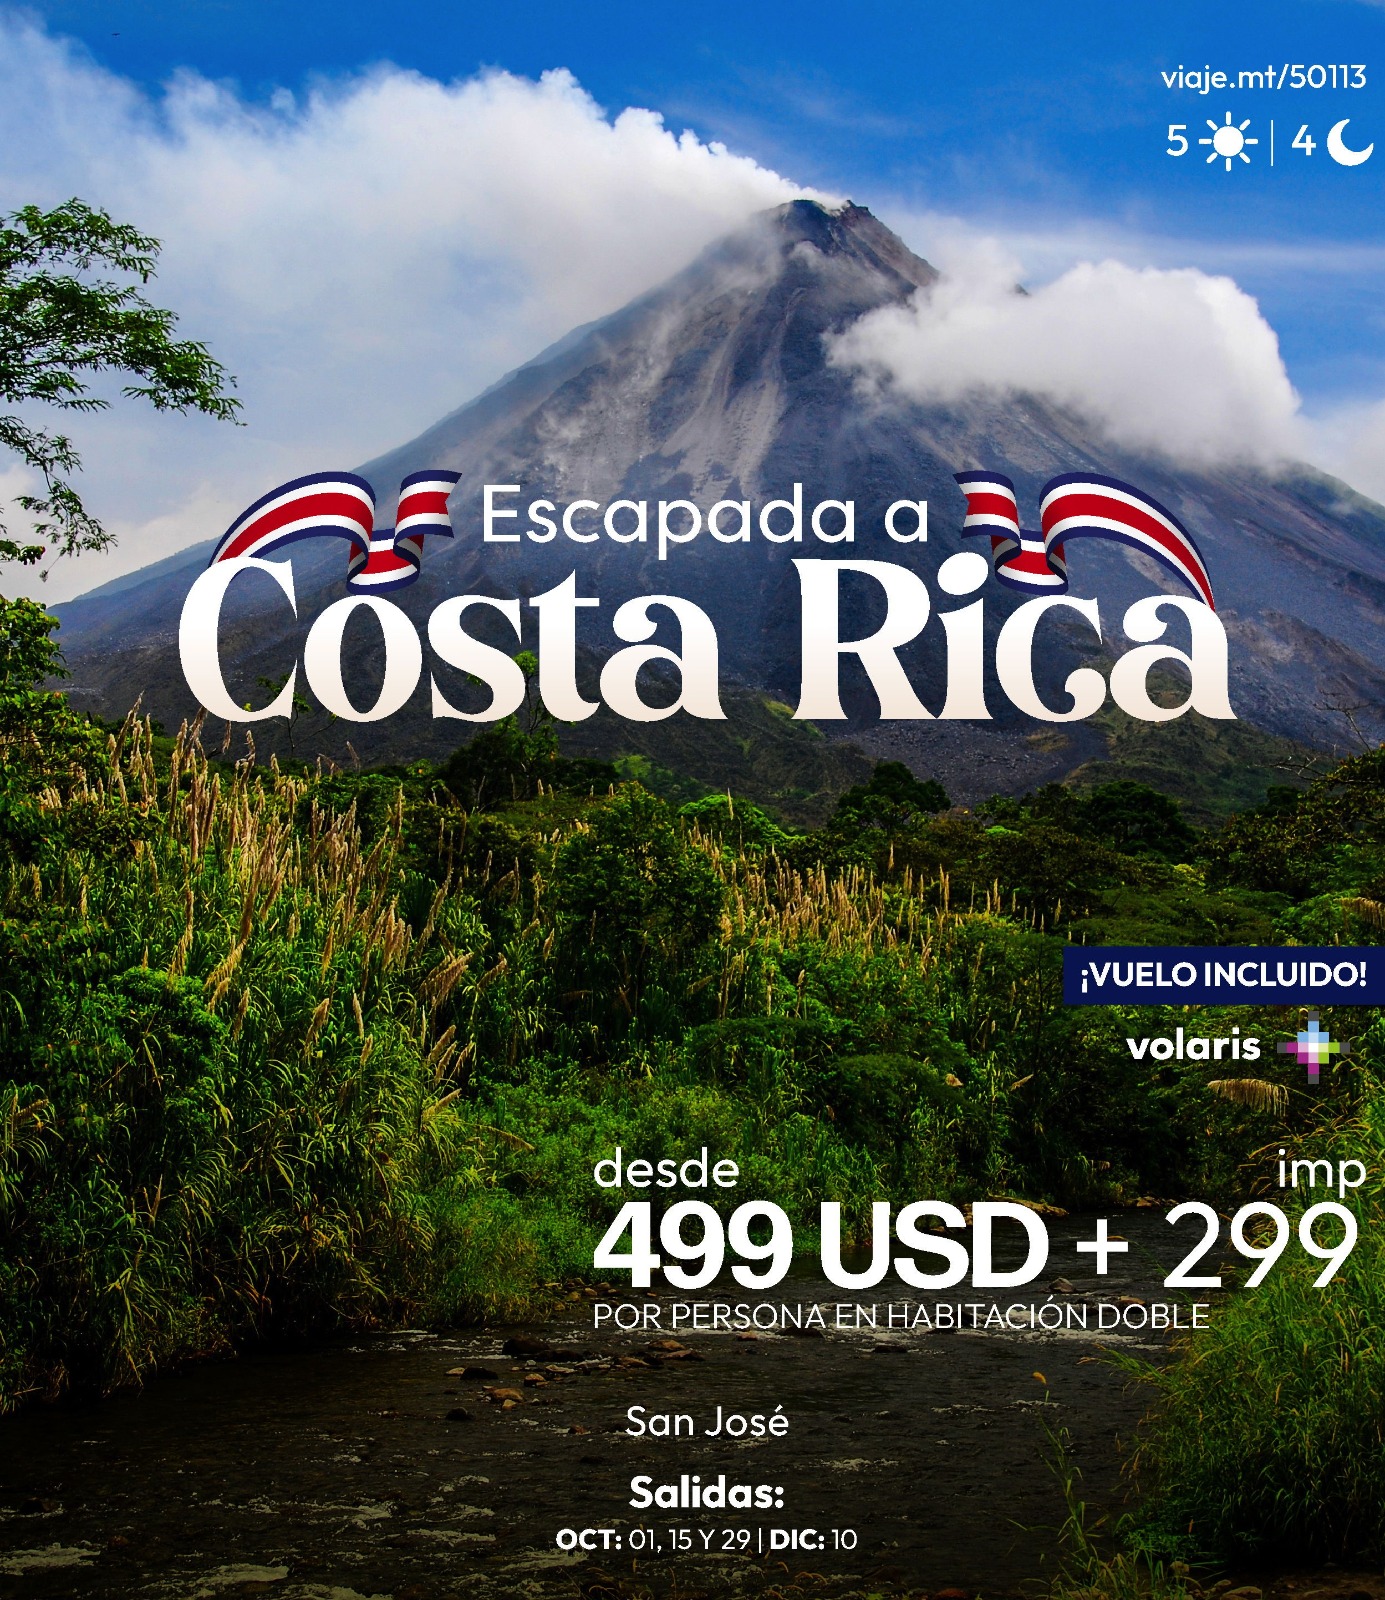 viaje.mt/50113
5 | 4
Escapada a
Costa Rica
¡VUELO INCLUIDO!
volaris
desde
imp
499 USD + 299
POR PERSONA EN HABITACIÓN DOBLE
San José
Salidas:
OCT: 01, 15 Y 29 | DIC: 10